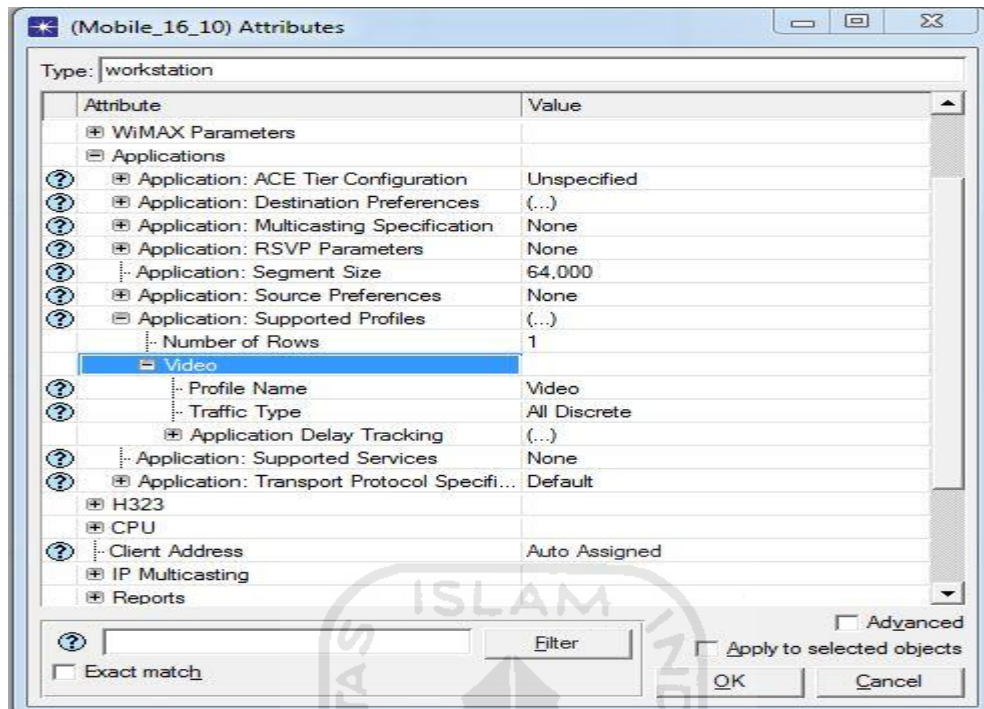 (Mobile_16_10) Attributes
Type: workstation
Attribute Value
WiMAX Parameters
Applications
Application: ACE Tier Configuration Unspecified
Application: Destination Preferences (...)
Application: Multicasting Specification None
Application: RSVP Parameters None
Application: Segment Size 64,000
Application: Source Preferences None
Application: Supported Profiles (...)
Number of Rows 1
Video
Profile Name Video
Traffic Type All Discrete
Application Delay Tracking (...)
Application: Supported Services None
Application: Transport Protocol Specifi... Default
H323
CPU
Client Address Auto Assigned
IP Multicasting
Reports
Advanced
Filter
Apply to selected objects
Exact match
OK Cancel
ISLAM